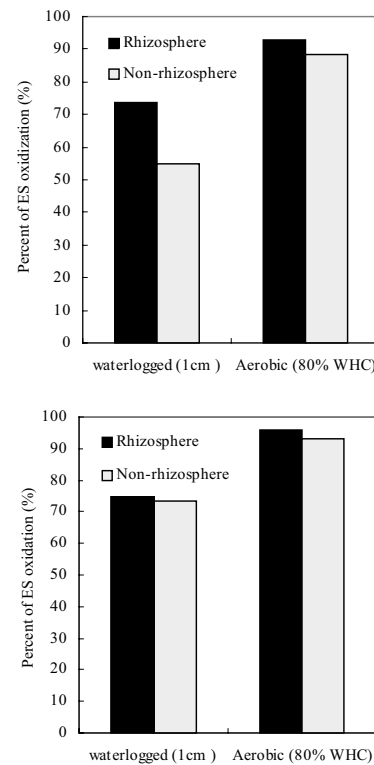 100
Rhizosphere
90
80
Non-rhizosphere
70
60
50
40
30
20
10
0
Percent of ES oxidization (%)
waterlogged (1cm ) Aerobic (80% WHC)
100
90
Rhizosphere
80
Non-rhizosphere
70
60
50
40
30
20
10
0
Percent of ES oxidation (%)
waterlogged (1cm ) Aerobic (80% WHC)